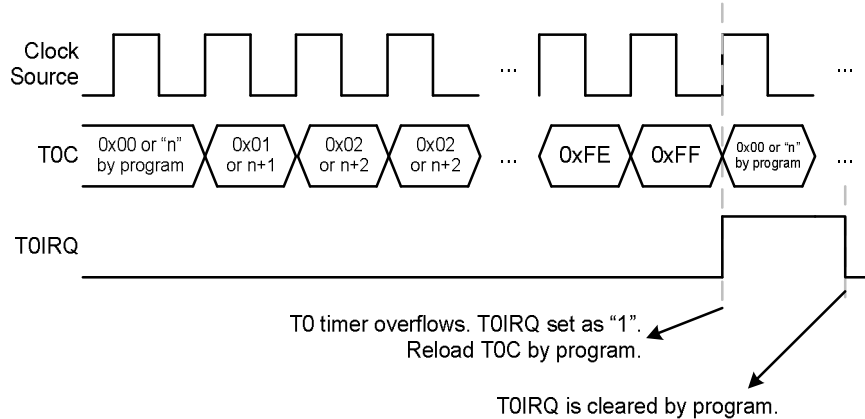 Clock
Source
...
...
T0C
0x00 or “n”
by program
0x01
or n+1
0x02
or n+2
0x02
or n+2
...
0xFE
0xFF
0x00 or “n”
by program
...
T0IRQ
T0 timer overflows. T0IRQ set as “1”.
Reload T0C by program.
T0IRQ is cleared by program.